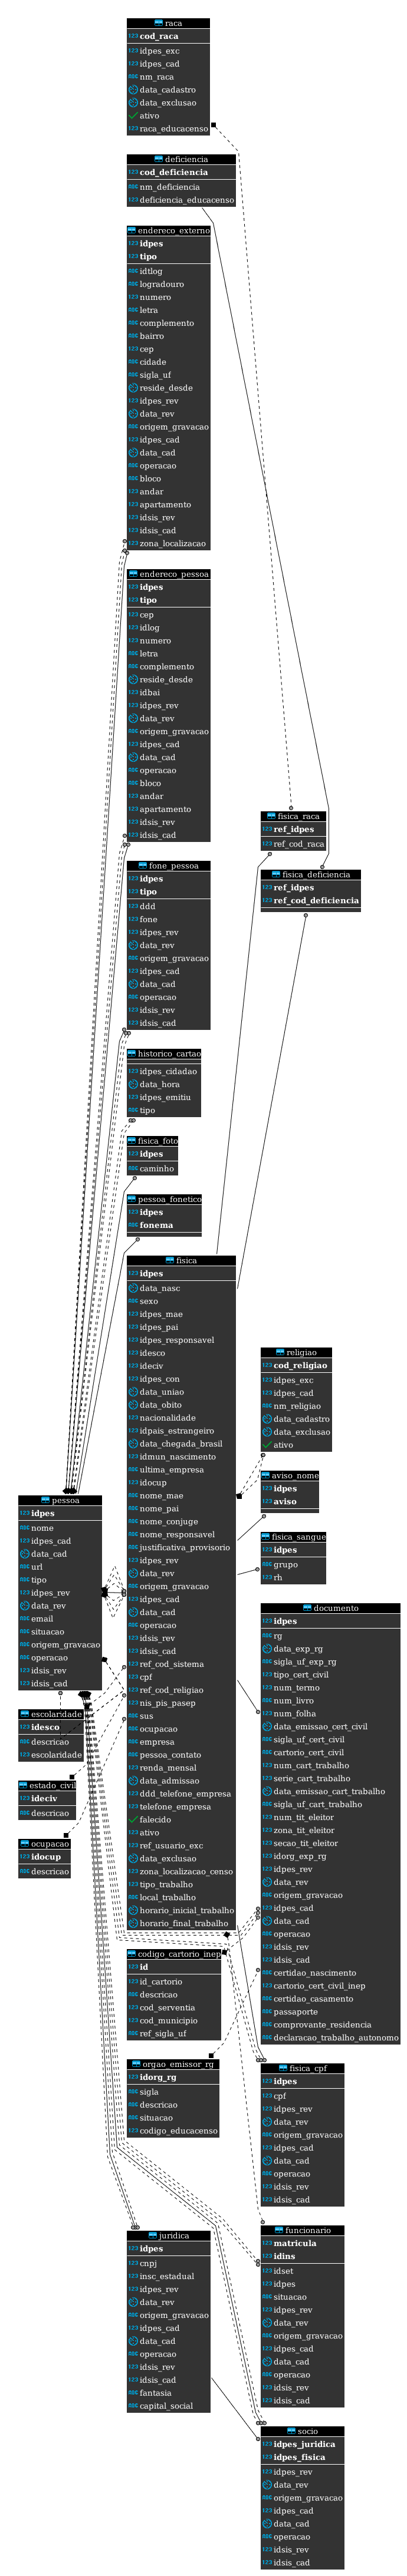 raca
cod_raca
idpes_exc
idpes_cad
nm_raca
data_cadastro
data_exclusao
ativo
raca_educacenso
deficiencia
cod_deficiencia
nm_deficiencia
deficiencia_educacenso
endereco_externo
idpes
tipo
idtlog
logradouro
numero
letra
complemento
bairro
cep
cidade
sigla_uf
reside_desde
idpes_rev
data_rev
origem_gravacao
idpes_cad
data_cad
operacao
bloco
andar
apartamento
idsis_rev
idsis_cad
zona_localizacao
endereco_pessoa
idpes
tipo
cep
idlog
numero
letra
complemento
reside_desde
idbai
idpes_rev
data_rev
origem_gravacao
idpes_cad
data_cad
operacao
bloco
andar
apartamento
idsis_rev
idsis_cad
fisica_raca
ref_idpes
ref_cod_raca
fisica_deficiencia
ref_idpes
ref_cod_deficiencia
fone_pessoa
idpes
tipo
ddd
fone
idpes_rev
data_rev
origem_gravacao
idpes_cad
data_cad
operacao
idsis_rev
idsis_cad
historico_cartao
idpes_cidadao
data_hora
idpes_emitiu
tipo
fisica_foto
idpes
caminho
pessoa_fonetico
idpes
fonema
fisica
idpes
data_nasc
sexo
idpes_mae
idpes_pai
idpes_responsavel
idesco
ideciv
idpes_con
data_uniao
data_obito
nacionalidade
idpais_estrangeiro
data_chegada_brasil
idmun_nascimento
ultima_empresa
idocup
nome_mae
nome_pai
nome_conjuge
nome_responsavel
justificativa_provisorio
idpes_rev
data_rev
origem_gravacao
idpes_cad
data_cad
operacao
idsis_rev
idsis_cad
ref_cod_sistema
cpf
ref_cod_religiao
nis_pis_pasep
sus
ocupacao
empresa
pessoa_contato
renda_mensal
data_admissao
ddd_telefone_empresa
telefone_empresa
falecido
ativo
ref_usuario_exc
data_exclusao
zona_localizacao_censo
tipo_trabalho
local_trabalho
horario_inicial_trabalho
horario_final_trabalho
religiao
cod_religiao
idpes_exc
idpes_cad
nm_religiao
data_cadastro
data_exclusao
ativo
aviso_nome
idpes
aviso
fisica_sangue
idpes
grupo
rh
pessoa
idpes
nome
idpes_cad
data_cad
url
tipo
idpes_rev
data_rev
email
situacao
origem_gravacao
operacao
idsis_rev
idsis_cad
escolaridade
idesco
descricao
escolaridade
estado_civil
ideciv
descricao
ocupacao
idocup
descricao
documento
idpes
rg
data_exp_rg
sigla_uf_exp_rg
tipo_cert_civil
num_termo
num_livro
num_folha
data_emissao_cert_civil
sigla_uf_cert_civil
cartorio_cert_civil
num_cart_trabalho
serie_cart_trabalho
data_emissao_cart_trabalho
sigla_uf_cart_trabalho
num_tit_eleitor
zona_tit_eleitor
secao_tit_eleitor
idorg_exp_rg
idpes_rev
data_rev
origem_gravacao
idpes_cad
data_cad
operacao
idsis_rev
idsis_cad
certidao_nascimento
cartorio_cert_civil_inep
certidao_casamento
passaporte
comprovante_residencia
declaracao_trabalho_autonomo
codigo_cartorio_inep
id
id_cartorio
descricao
cod_serventia
cod_municipio
ref_sigla_uf
orgao_emissor_rg
idorg_rg
sigla
descricao
situacao
codigo_educacenso
fisica_cpf
idpes
cpf
idpes_rev
data_rev
origem_gravacao
idpes_cad
data_cad
operacao
idsis_rev
idsis_cad
juridica
idpes
cnpj
insc_estadual
idpes_rev
data_rev
origem_gravacao
idpes_cad
data_cad
operacao
idsis_rev
idsis_cad
fantasia
capital_social
funcionario
matricula
idins
idset
idpes
situacao
idpes_rev
data_rev
origem_gravacao
idpes_cad
data_cad
operacao
idsis_rev
idsis_cad
socio
idpes_juridica
idpes_fisica
idpes_rev
data_rev
origem_gravacao
idpes_cad
data_cad
operacao
idsis_rev
idsis_cad